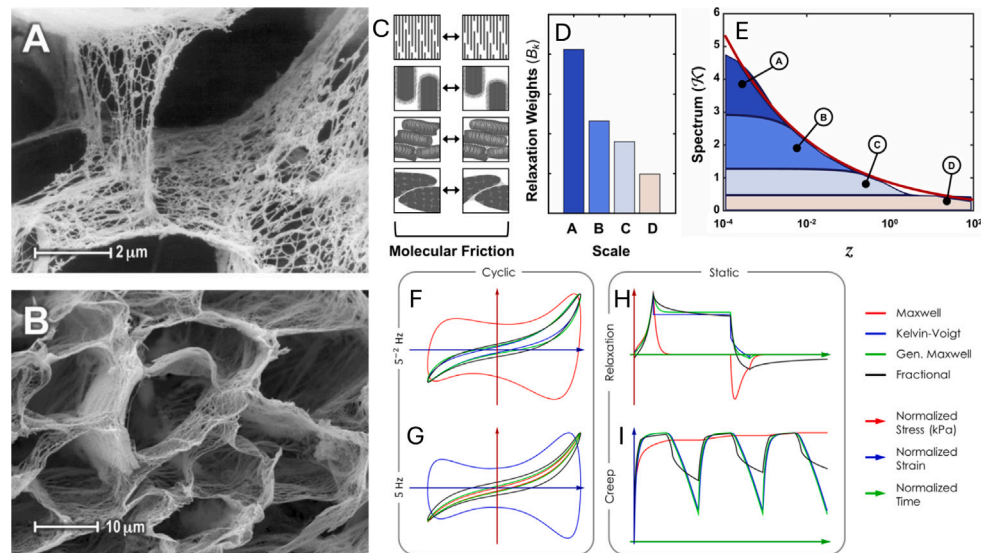 A
2 μm
B
10 μm
C
Molecular Friction
D
Relaxation Weights (Bₖ)
A B C D
Scale
E
Spectrum (𝒦)
6
5
4
3
2
1
0
A
B
C
D
10⁻⁴ 10⁻² 10⁰ 10²
z
Cyclic
F
5⁻² Hz
G
5 Hz
Static
H
Relaxation
I
Creep
Maxwell
Kelvin-Voigt
Gen. Maxwell
Fractional
Normalized
Stress (kPa)
Normalized
Strain
Normalized
Time